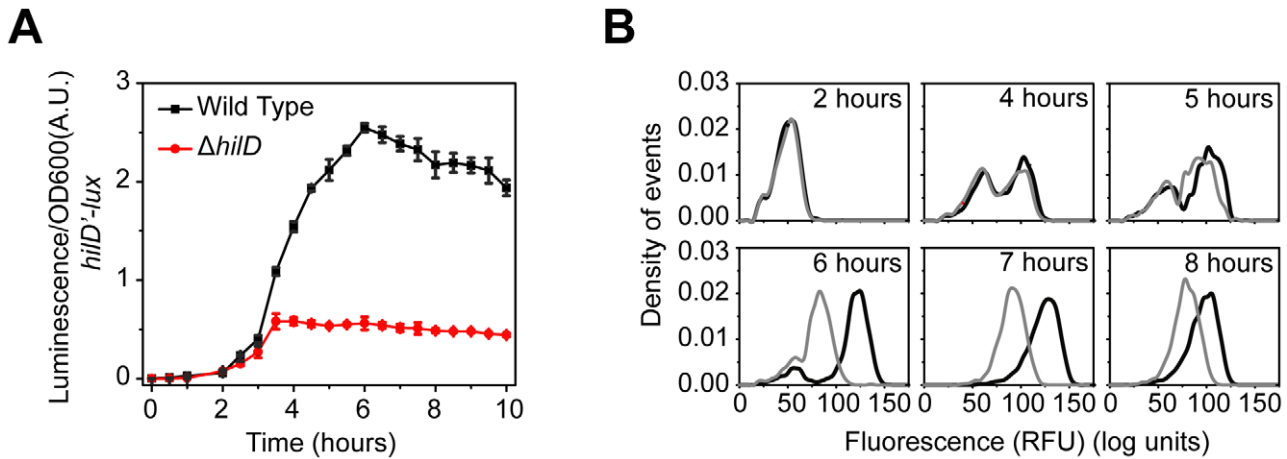 A
Luminescence/OD600(A.U.)
hilD'-lux
3
2
1
0
Wild Type
ΔhilD
0 2 4 6 8 10
Time (hours)
B
Density of events
0.03
0.02
0.01
0.00
2 hours
4 hours
5 hours
0.03
0.02
0.01
0.00
6 hours
7 hours
8 hours
0 50 100 150 0 50 100 150 0 50 100 150
Fluorescence (RFU) (log units)